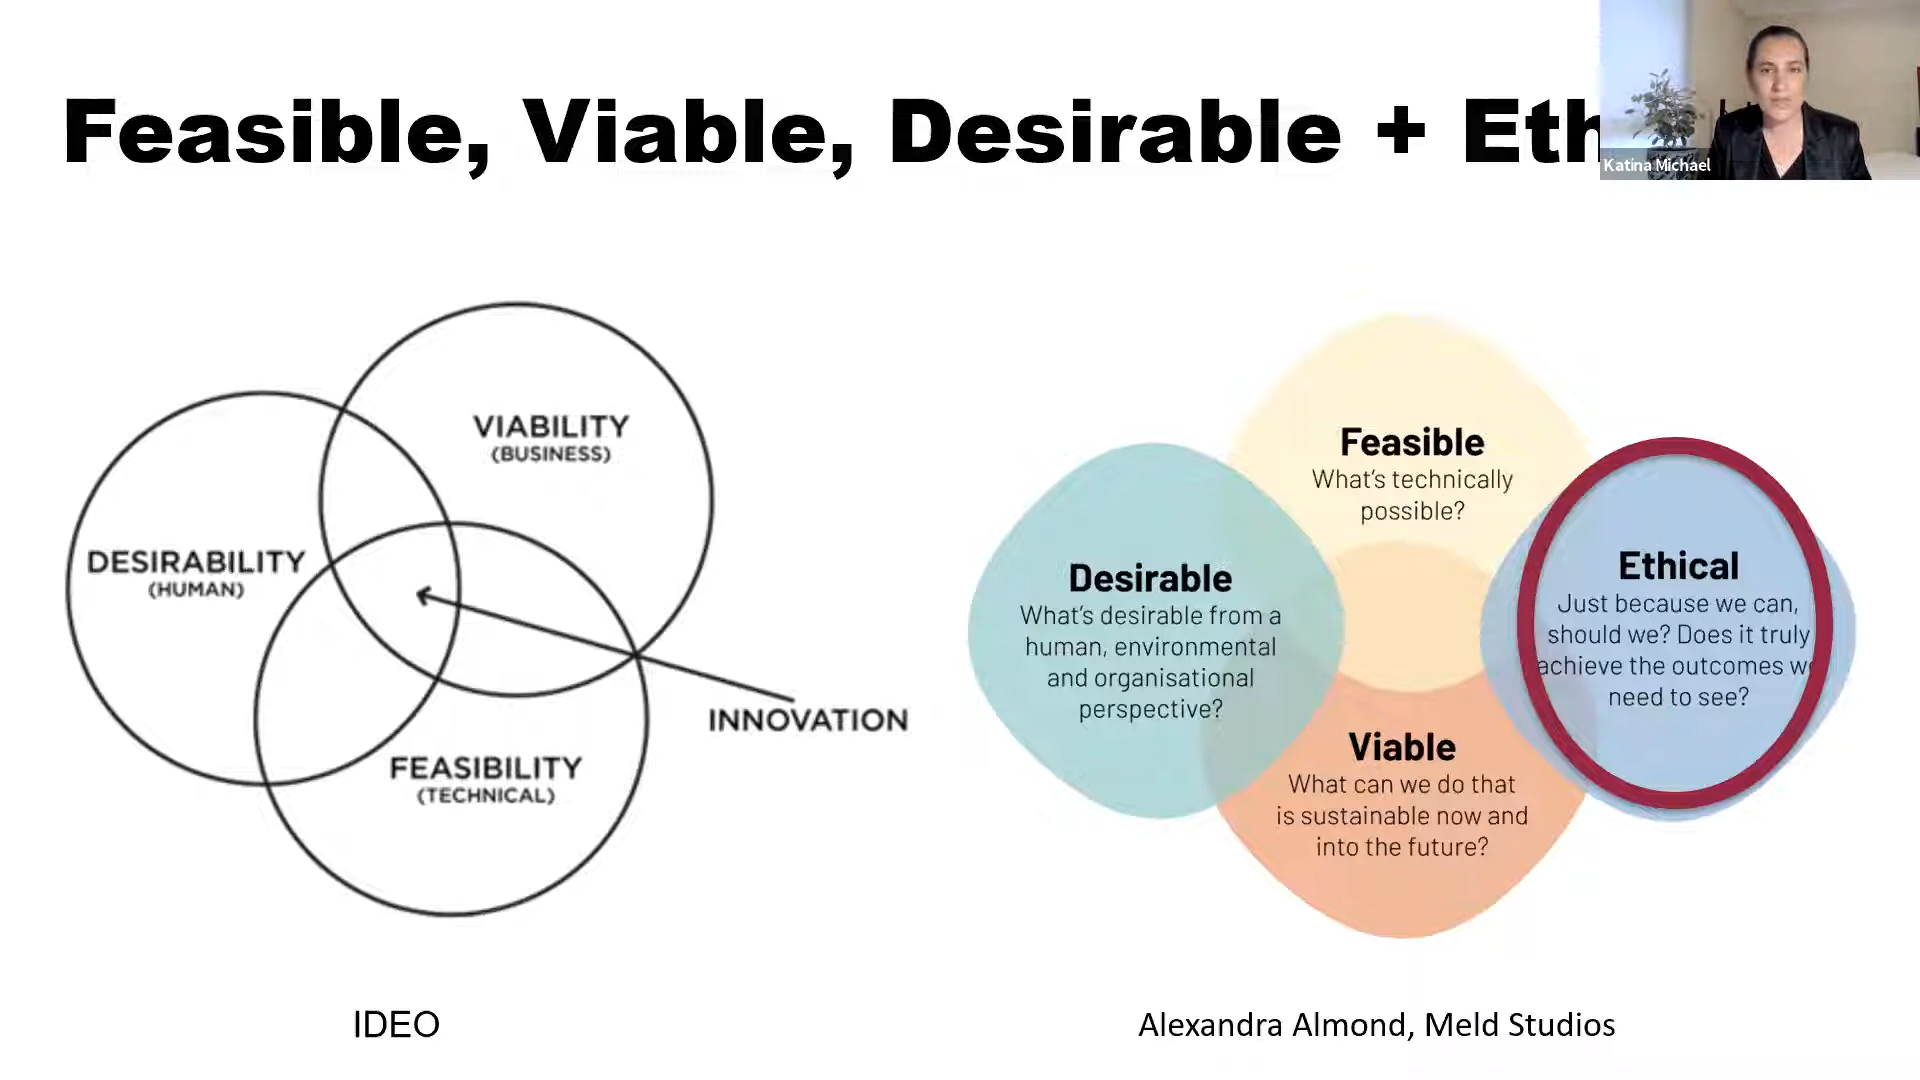 Feasible, Viable, Desirable + Eth
Katina Michael
VIABILITY
(BUSINESS)
DESIRABILITY
(HUMAN)
INNOVATION
FEASIBILITY
(TECHNICAL)
IDEO
Feasible
What's technically
possible?
Desirable
What's desirable from a
human, environmental
and organisational
perspective?
Ethical
Just because we can,
should we? Does it truly
achieve the outcomes we
need to see?
Viable
What can we do that
is sustainable now and
into the future?
Alexandra Almond, Meld Studios